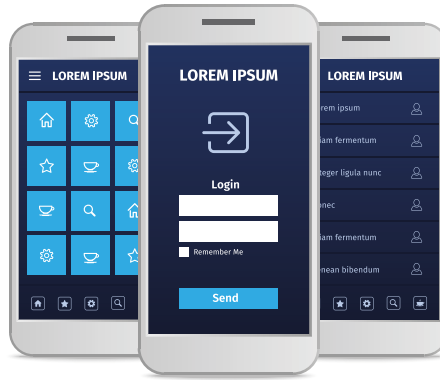 LOREM IPSUM
LOREM IPSUM
Login
Remember Me
Send
LOREM IPSUM
rem ipsum
am fermentum
teger ligula nunc
nec
am fermentum
nean bibendum